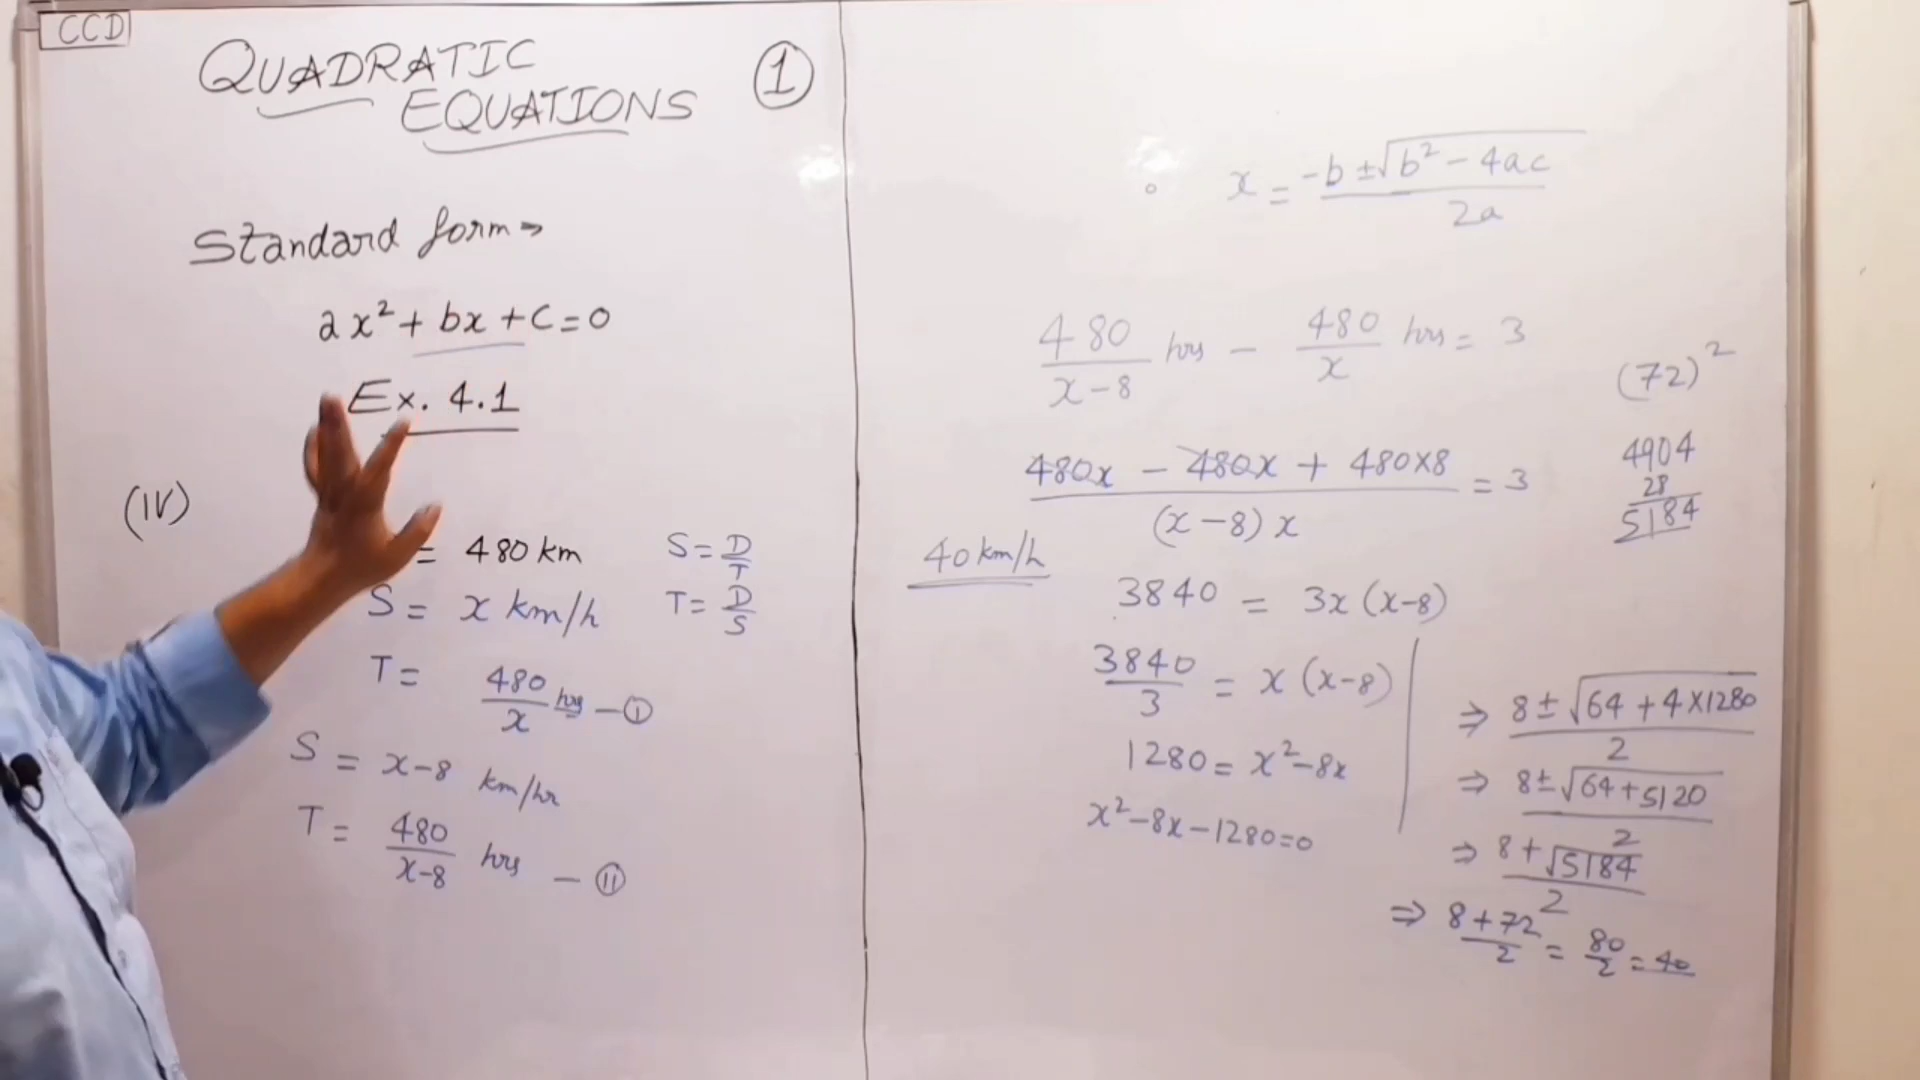 CCD
QUADRATIC
EQUATIONS
1
Standard form →
ax² + bx + c = 0
Ex. 4.1
(IV)
= 480 km
S = D/T
S = x km/h
T = D/S
T = 480/x hrs — (I)
S = x-8 km/hr
T = 480/(x-8) hrs — (II)
x = (-b ± √(b² - 4ac))/2a
480/(x-8) hrs - 480/x hrs = 3
(72)²
480x - 480x + 480×8/(x-8)x = 3
4904
28
5184
40 km/h
3840 = 3x(x-8)
3840/3 = x(x-8)
1280 = x² - 8x
x² - 8x - 1280 = 0
⇒ (8 ± √(64 + 4×1280))/2
⇒ (8 ± √(64 + 5120))/2
⇒ (8 + √5184)/2
⇒ (8 + 72)/2 = 80/2 = 40